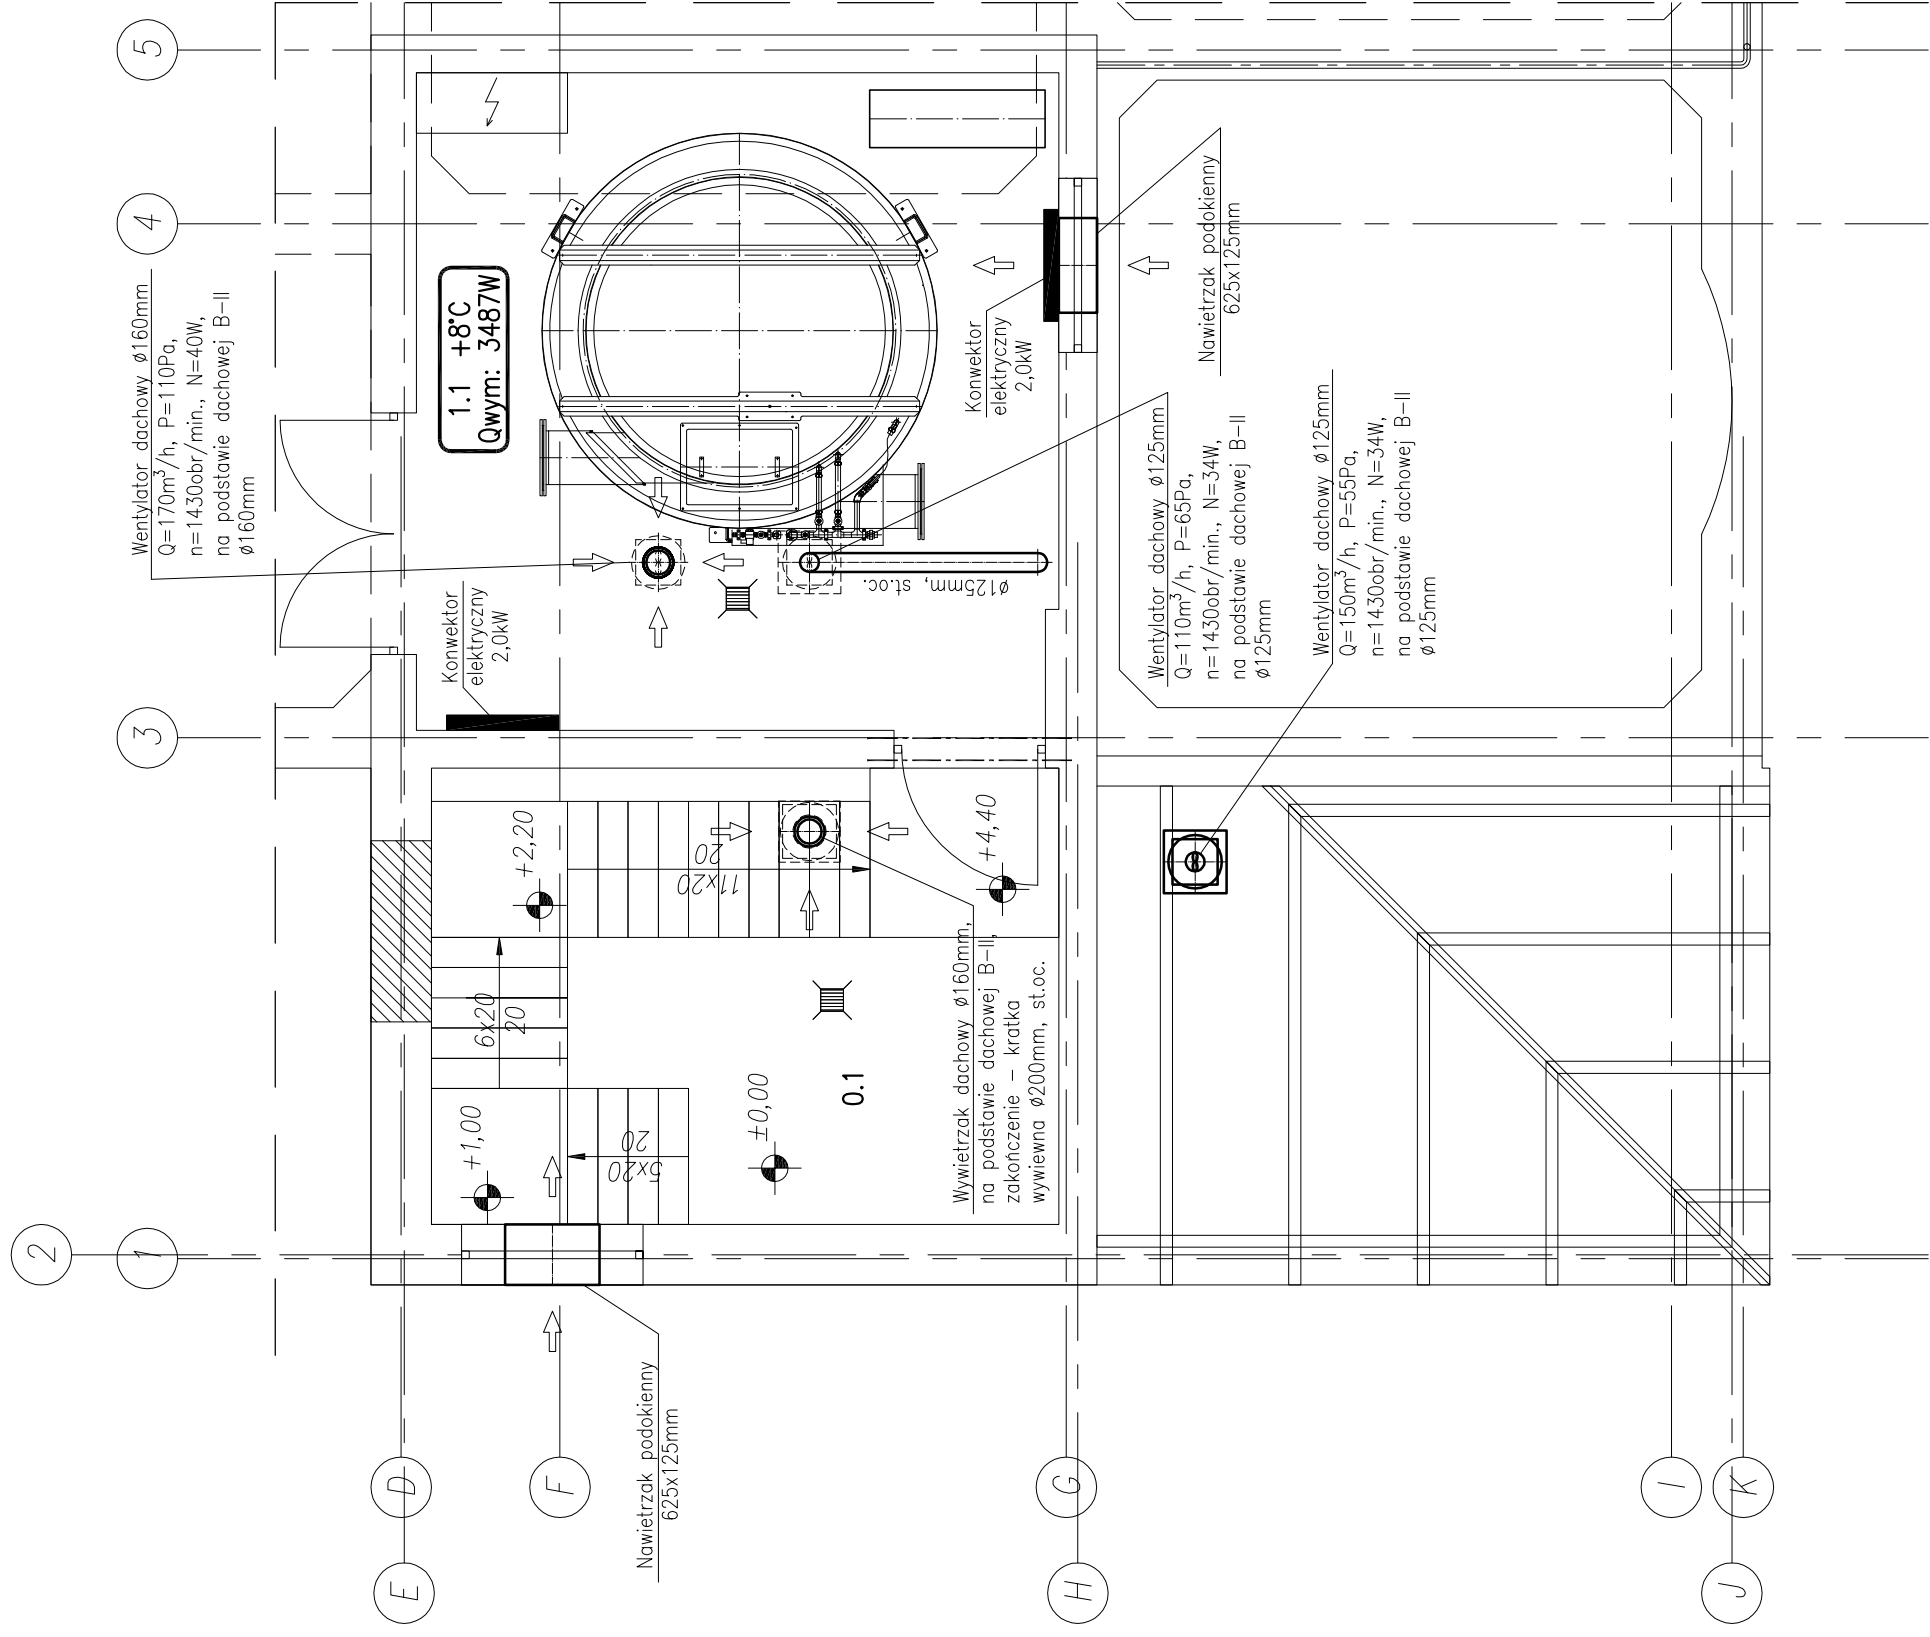 5
4
3
2
1
Wentylator dachowy ø160mm
Q=170m³/h, P=110Pa,
n=1430obr/min., N=40W,
na podstawie dachowej B-II
ø160mm
1.1 +8°C
Qwym: 3487W
Konwektor
elektryczny
2,0kW
Konwektor
elektryczny
2,0kW
Nawietrzak podokienny
625x125mm
ø125mm, st.oc.
Wentylator dachowy ø125mm
Q=110m³/h, P=65Pa,
n=1430obr/min., N=34W,
na podstawie dachowej B-II
ø125mm
Wentylator dachowy ø125mm
Q=150m³/h, P=55Pa,
n=1430obr/min., N=34W,
na podstawie dachowej B-II
ø125mm
+2,20
11x20
20
+4,40
6x20
20
+1,00
5x20
20
±0,00
0.1
Wywietrzak dachowy ø160mm,
na podstawie dachowej B-II,
zakończenie - kratka
wywiewna ø200mm, st.oc.
Nawietrzak podokienny
625x125mm
D
E
F
G
H
I
K
J